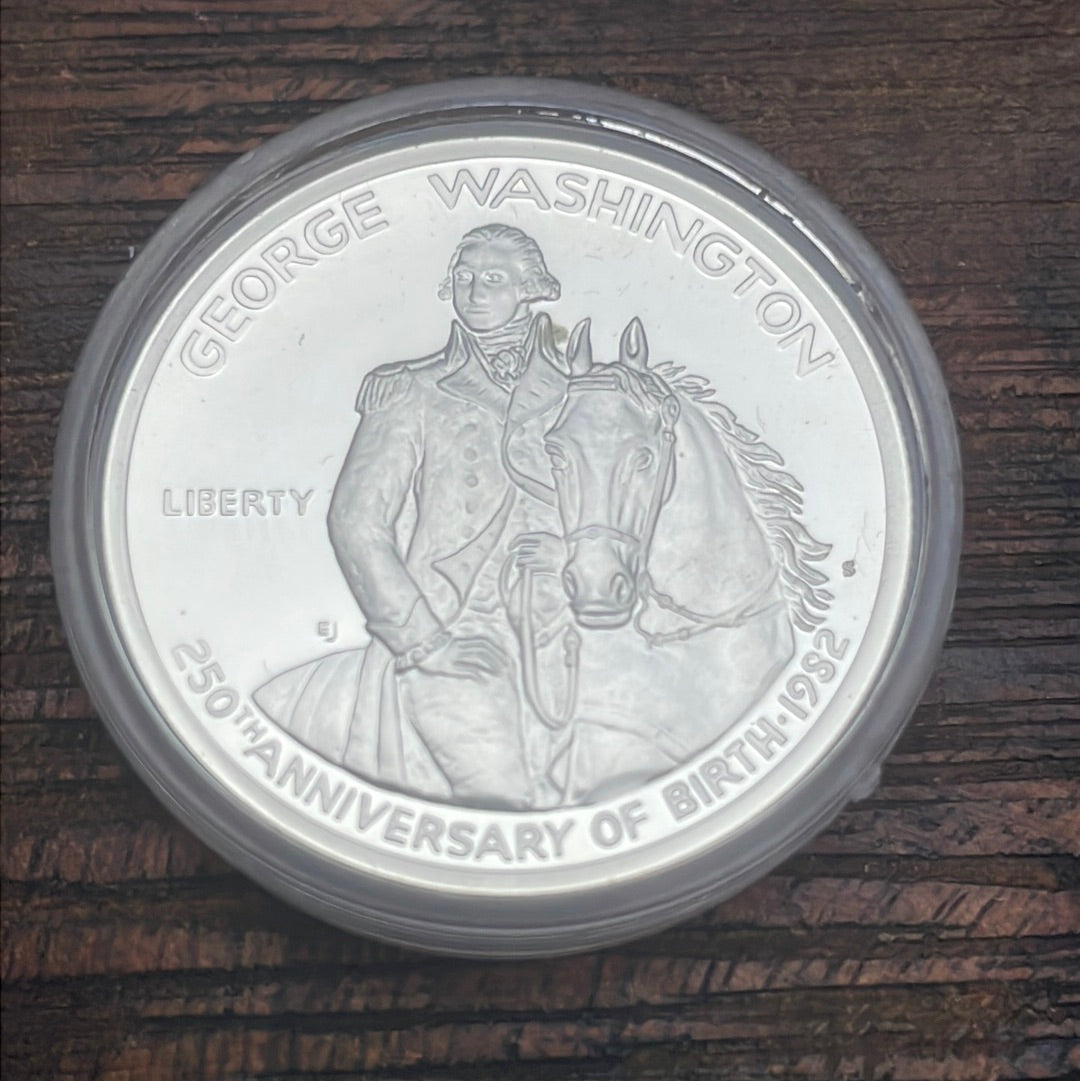 GEORGE WASHINGTON
LIBERTY
EJ
S
250TH ANNIVERSARY OF BIRTH·1982